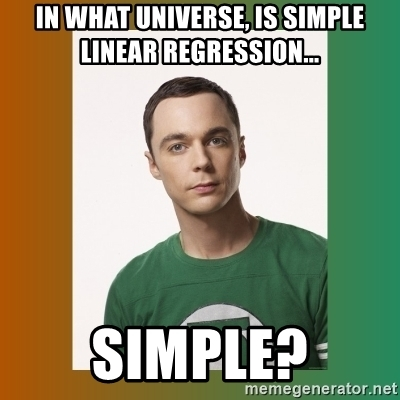 IN WHAT UNIVERSE, IS SIMPLE
LINEAR REGRESSION...
SIMPLE?
memegenerator.net